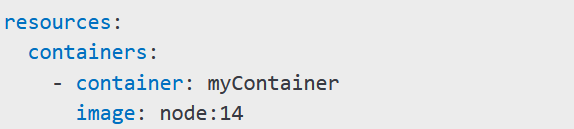 resources:
  containers:
    - container: myContainer
      image: node:14